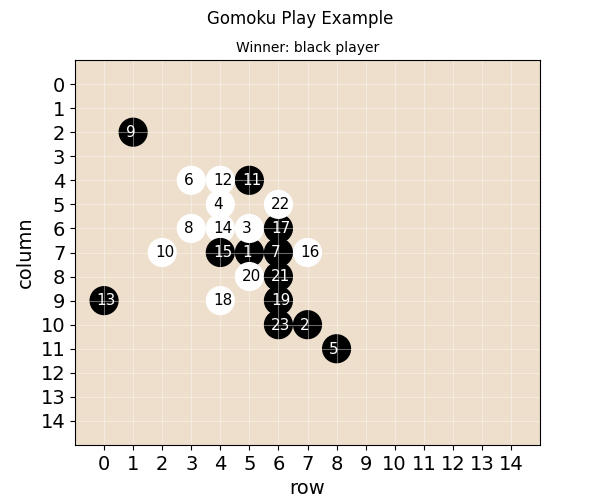 Gomoku Play Example
Winner: black player
0
1
2 9
3
4 6 12 11
5 4 22
6 8 14 3 17
7 10 15 1 7 16
8 20 21
9 13 18 19
10 23 2
11 5
12
13
14
column
0 1 2 3 4 5 6 7 8 9 10 11 12 13 14
row